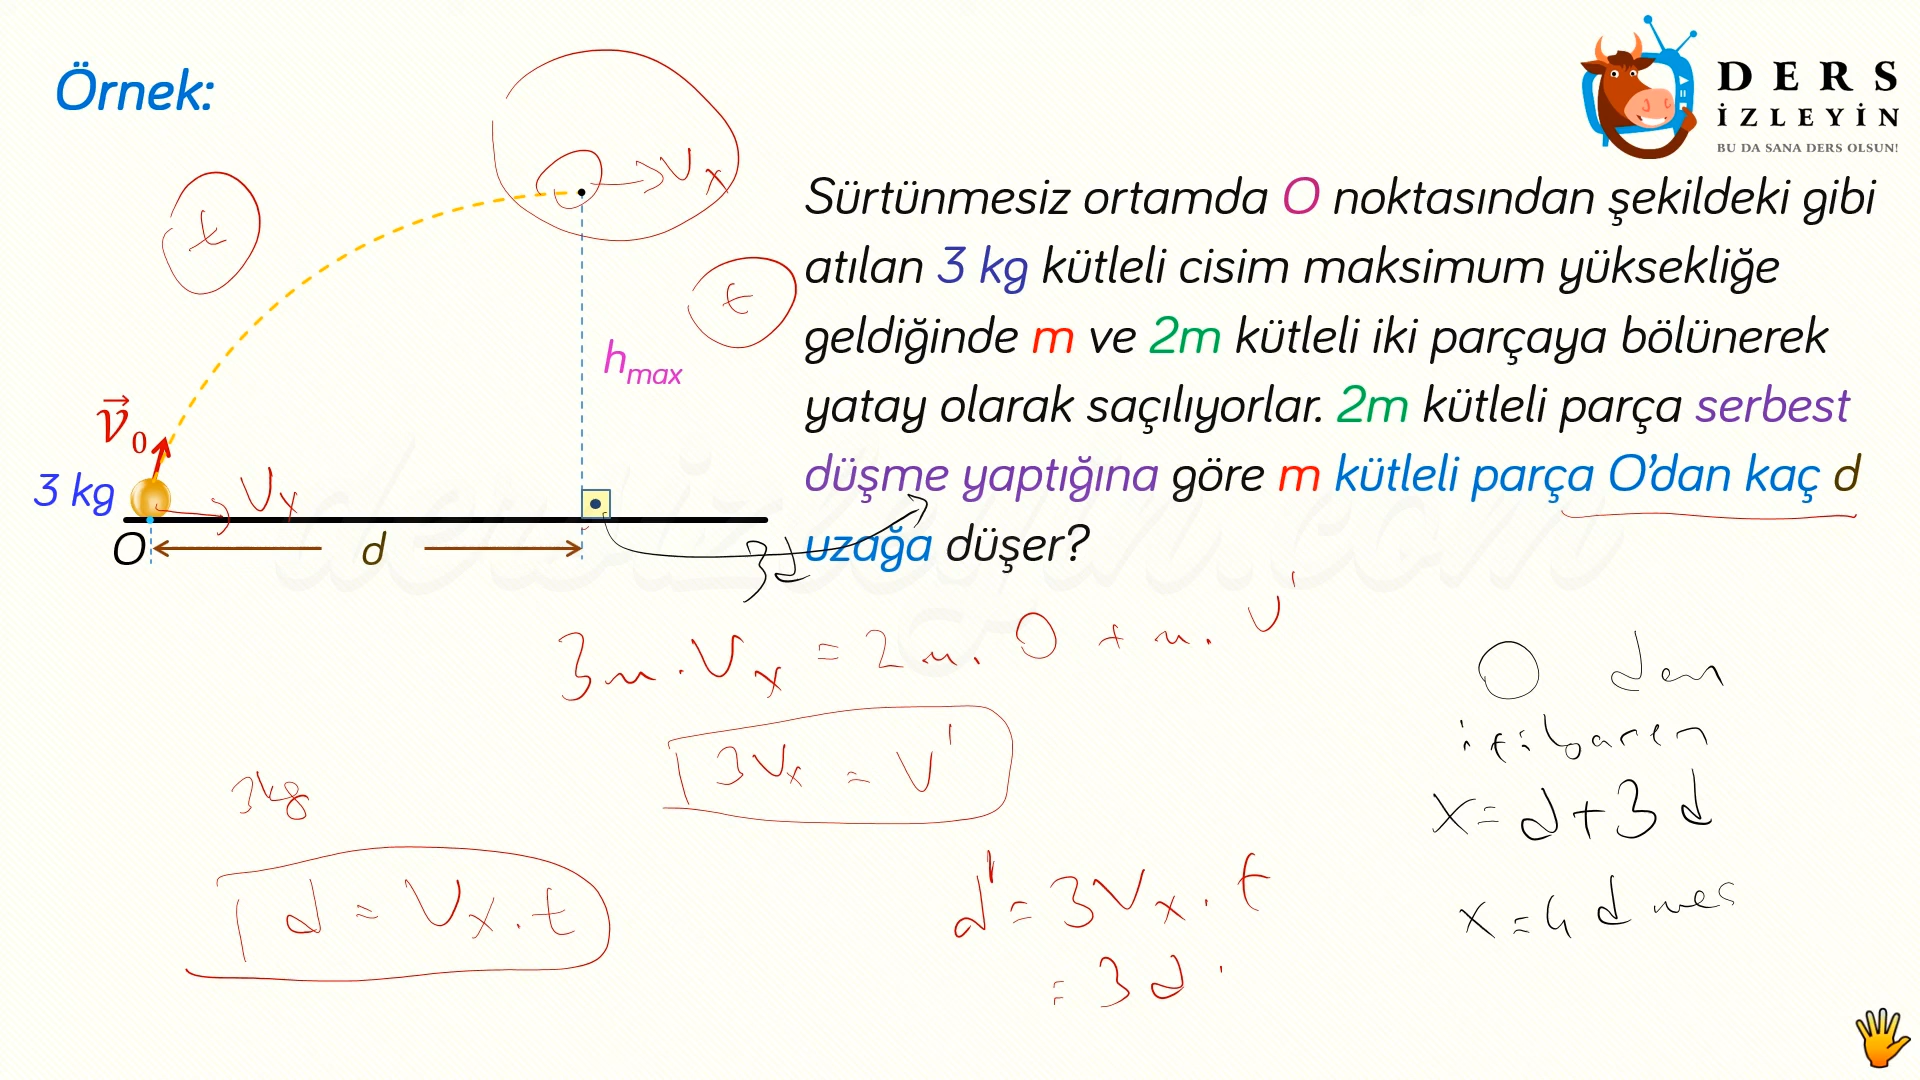 Örnek:
DERS
İZLEYİN
BU DA SANA DERS OLSUN!
Sürtünmesiz ortamda O noktasından şekildeki gibi
atılan 3 kg kütleli cisim maksimum yüksekliğe
geldiğinde m ve 2m kütleli iki parçaya bölünerek
yatay olarak saçılıyorlar. 2m kütleli parça serbest
düşme yaptığına göre m kütleli parça O'dan kaç d
uzağa düşer?
Vx
t
t
hmax
V⃗0
3 kg
Vx
O
d
3d
3m . Vx = 2m . 0 + m . V'
3Vx = V'
3kg
d = Vx . t
d' = 3Vx . t
= 3d
O dan
itibaren
x = d + 3d
x = 4d